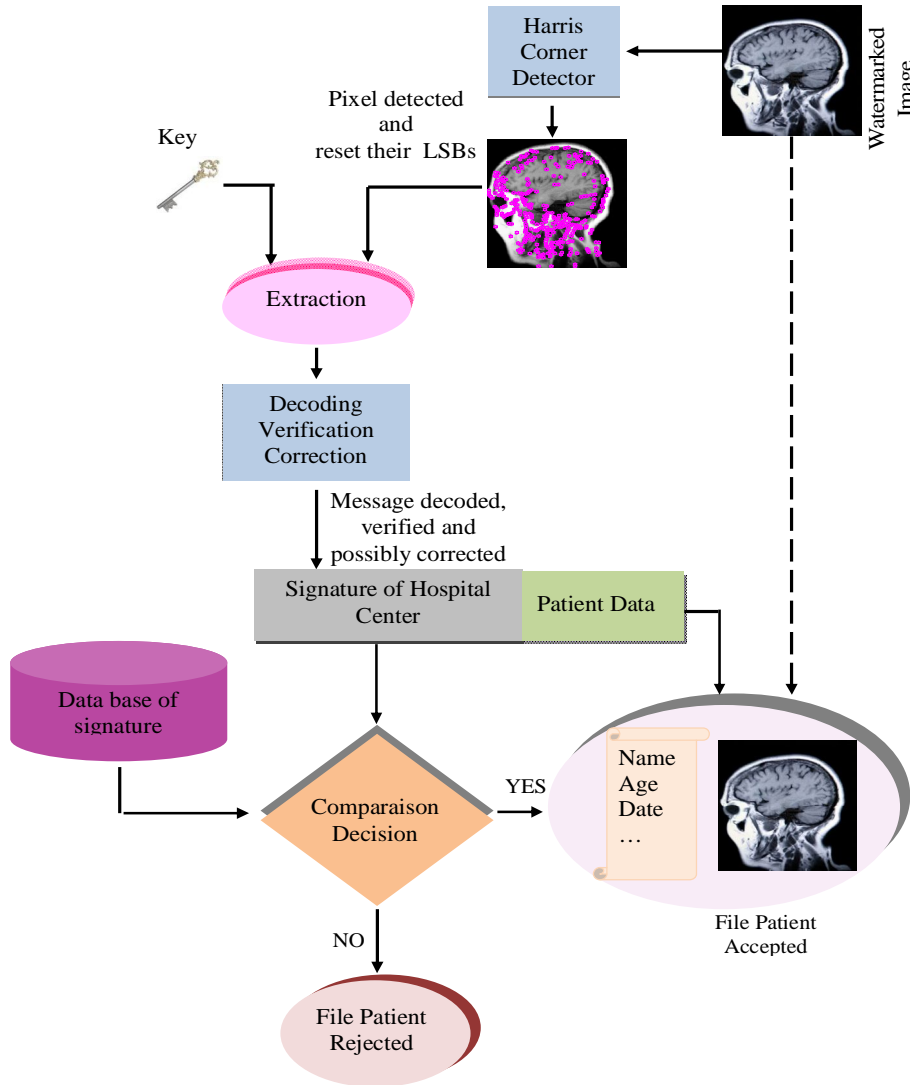 Harris
Corner
Detector
Watermarked
Image
Pixel detected
and
reset their LSBs
Key
Extraction
Decoding
Verification
Correction
Message decoded,
verified and
possibly corrected
Signature of Hospital
Center
Patient Data
Data base of
signature
Comparaison
Decision
YES
Name
Age
Date
…
File Patient
Accepted
NO
File Patient
Rejected